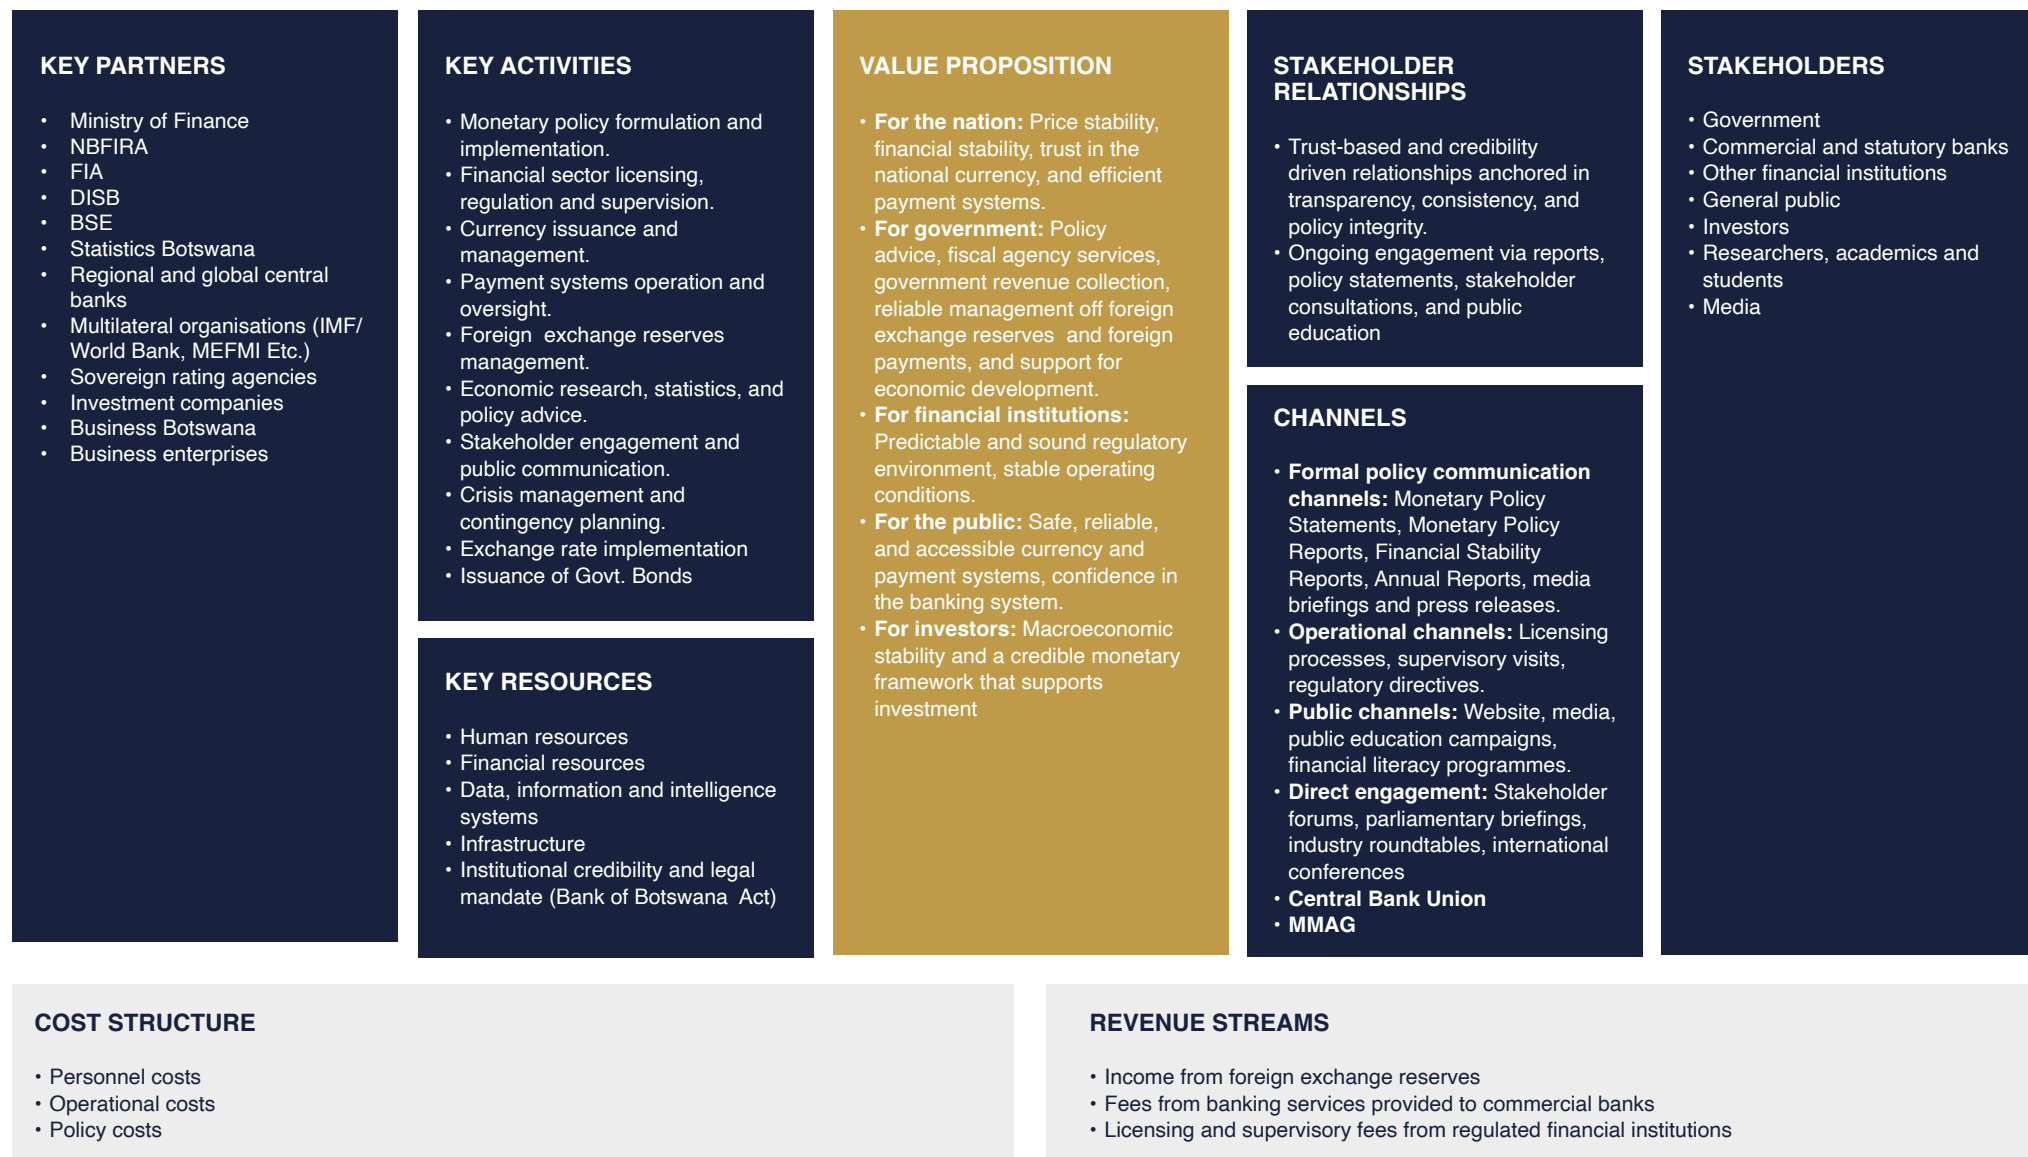 KEY PARTNERS
• Ministry of Finance
• NBFIRA
• FIA
• DISB
• BSE
• Statistics Botswana
• Regional and global central
banks
• Multilateral organisations (IMF/
World Bank, MEFMI Etc.)
• Sovereign rating agencies
• Investment companies
• Business Botswana
• Business enterprises
KEY ACTIVITIES
• Monetary policy formulation and
implementation.
• Financial sector licensing,
regulation and supervision.
• Currency issuance and
management.
• Payment systems operation and
oversight.
• Foreign exchange reserves
management.
• Economic research, statistics, and
policy advice.
• Stakeholder engagement and
public communication.
• Crisis management and
contingency planning.
• Exchange rate implementation
• Issuance of Govt. Bonds
KEY RESOURCES
• Human resources
• Financial resources
• Data, information and intelligence
systems
• Infrastructure
• Institutional credibility and legal
mandate (Bank of Botswana Act)
VALUE PROPOSITION
• For the nation: Price stability,
financial stability, trust in the
national currency, and efficient
payment systems.
• For government: Policy
advice, fiscal agency services,
government revenue collection,
reliable management off foreign
exchange reserves and foreign
payments, and support for
economic development.
• For financial institutions:
Predictable and sound regulatory
environment, stable operating
conditions.
• For the public: Safe, reliable,
and accessible currency and
payment systems, confidence in
the banking system.
• For investors: Macroeconomic
stability and a credible monetary
framework that supports
investment
STAKEHOLDER
RELATIONSHIPS
• Trust-based and credibility
driven relationships anchored in
transparency, consistency, and
policy integrity.
• Ongoing engagement via reports,
policy statements, stakeholder
consultations, and public
education
CHANNELS
• Formal policy communication
channels: Monetary Policy
Statements, Monetary Policy
Reports, Financial Stability
Reports, Annual Reports, media
briefings and press releases.
• Operational channels: Licensing
processes, supervisory visits,
regulatory directives.
• Public channels: Website, media,
public education campaigns,
financial literacy programmes.
• Direct engagement: Stakeholder
forums, parliamentary briefings,
industry roundtables, international
conferences
• Central Bank Union
• MMAG
STAKEHOLDERS
• Government
• Commercial and statutory banks
• Other financial institutions
• General public
• Investors
• Researchers, academics and
students
• Media
COST STRUCTURE
• Personnel costs
• Operational costs
• Policy costs
REVENUE STREAMS
• Income from foreign exchange reserves
• Fees from banking services provided to commercial banks
• Licensing and supervisory fees from regulated financial institutions